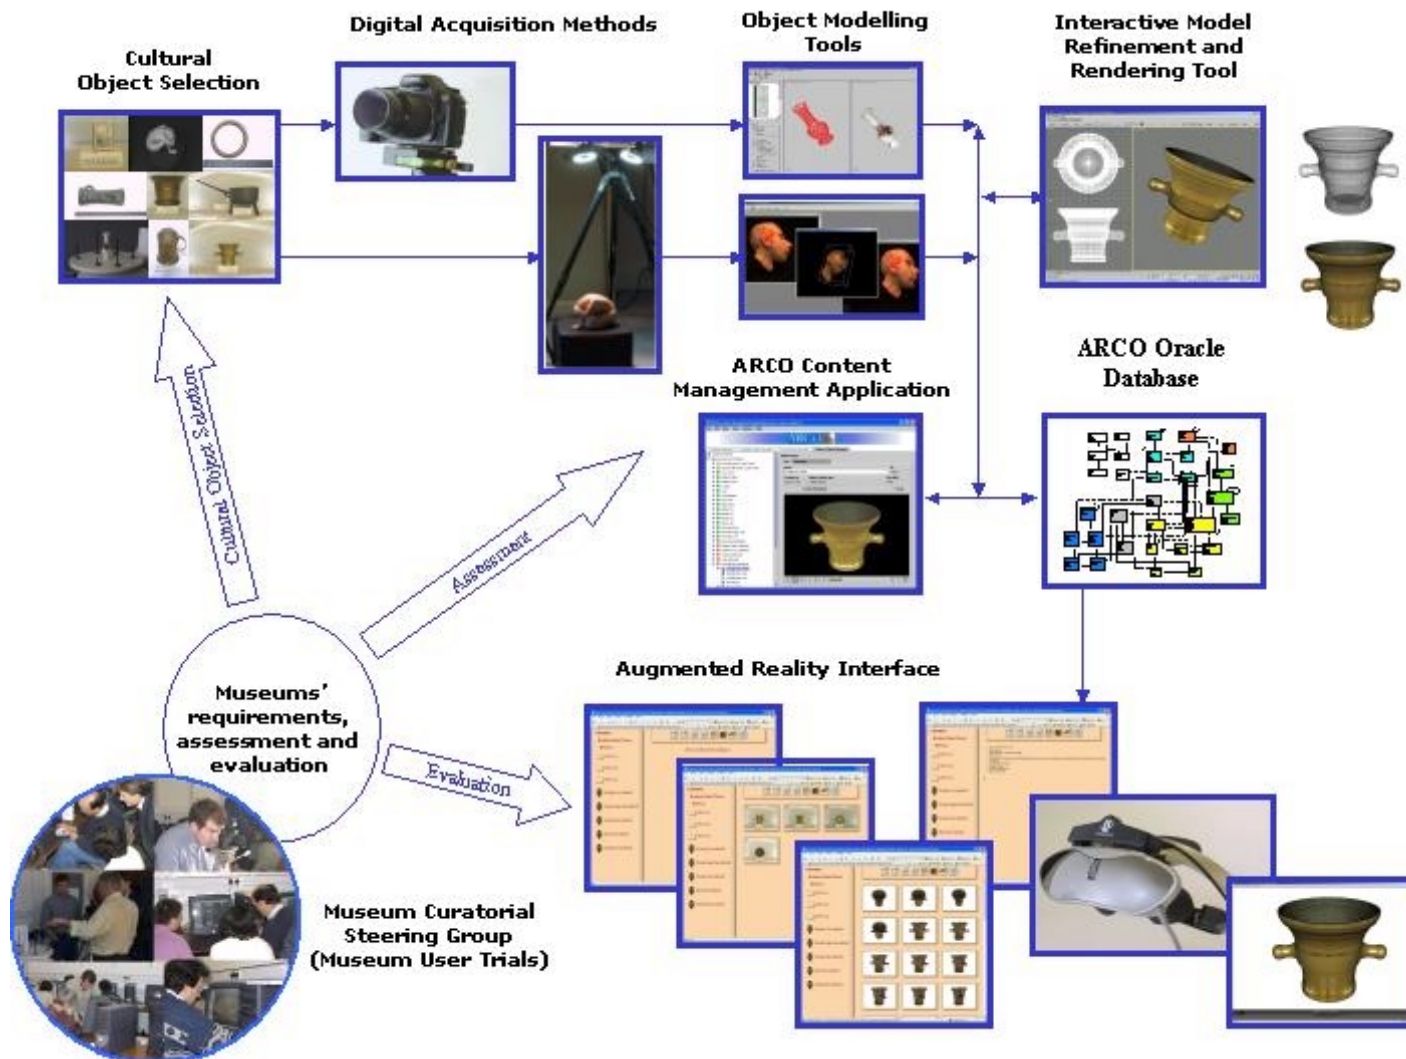 Digital Acquisition Methods
Object Modelling
Tools
Interactive Model
Refinement and
Rendering Tool
Cultural
Object Selection
ARCO Content
Management Application
ARCO Oracle
Database
Cultural Object Selection
Assessment
Evaluation
Museums'
requirements,
assessment and
evaluation
Augmented Reality Interface
Museum Curatorial
Steering Group
(Museum User Trials)